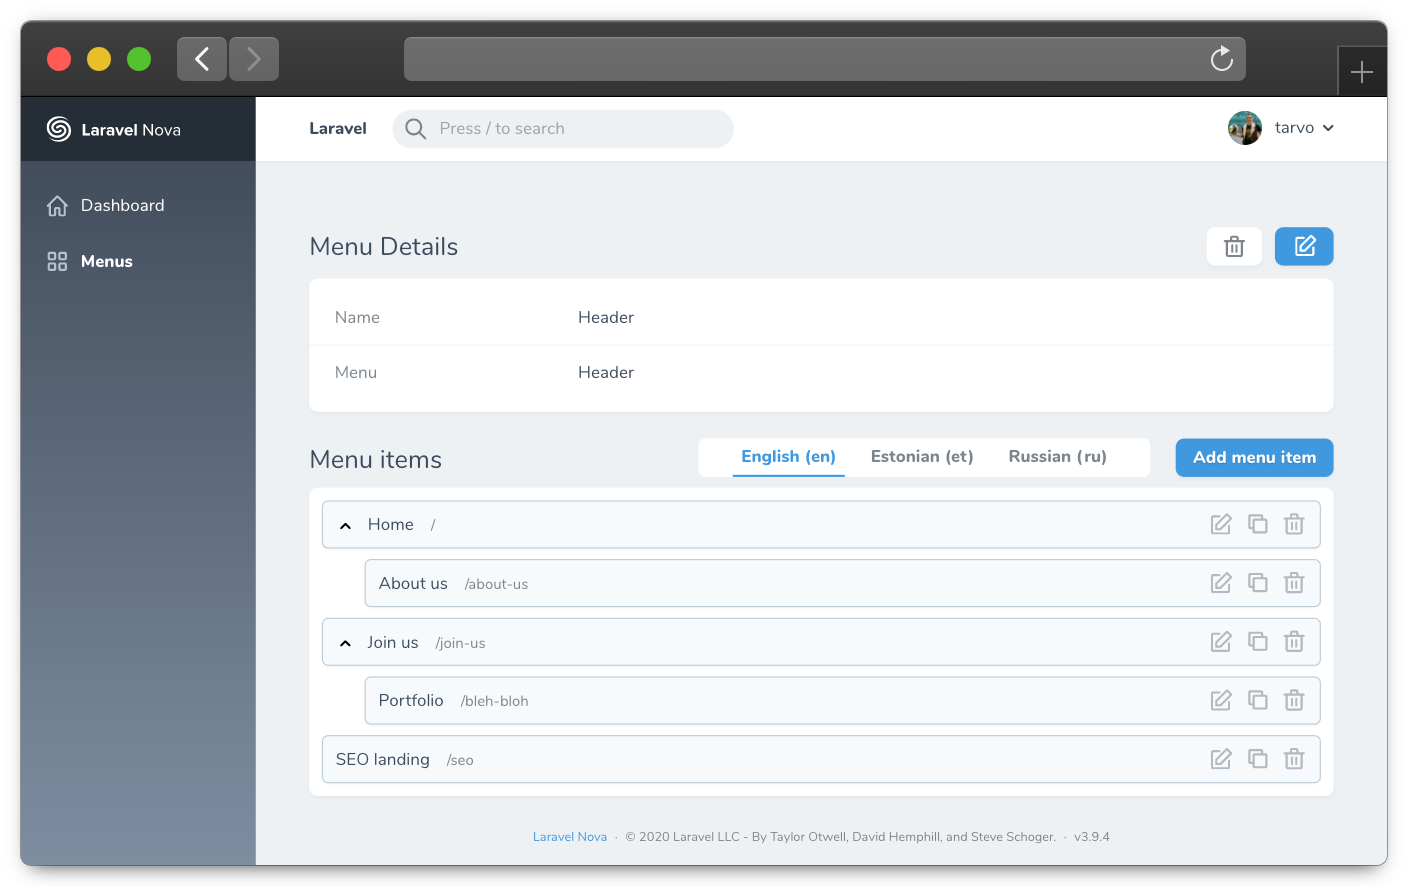 Laravel Nova
Laravel
Press / to search
tarvo
Dashboard
Menus
Menu Details
Name Header
Menu Header
Menu items
English (en) Estonian (et) Russian (ru)
Add menu item
Home /
About us /about-us
Join us /join-us
Portfolio /bleh-bloh
SEO landing /seo
Laravel Nova · © 2020 Laravel LLC - By Taylor Otwell, David Hemphill, and Steve Schoger. · v3.9.4